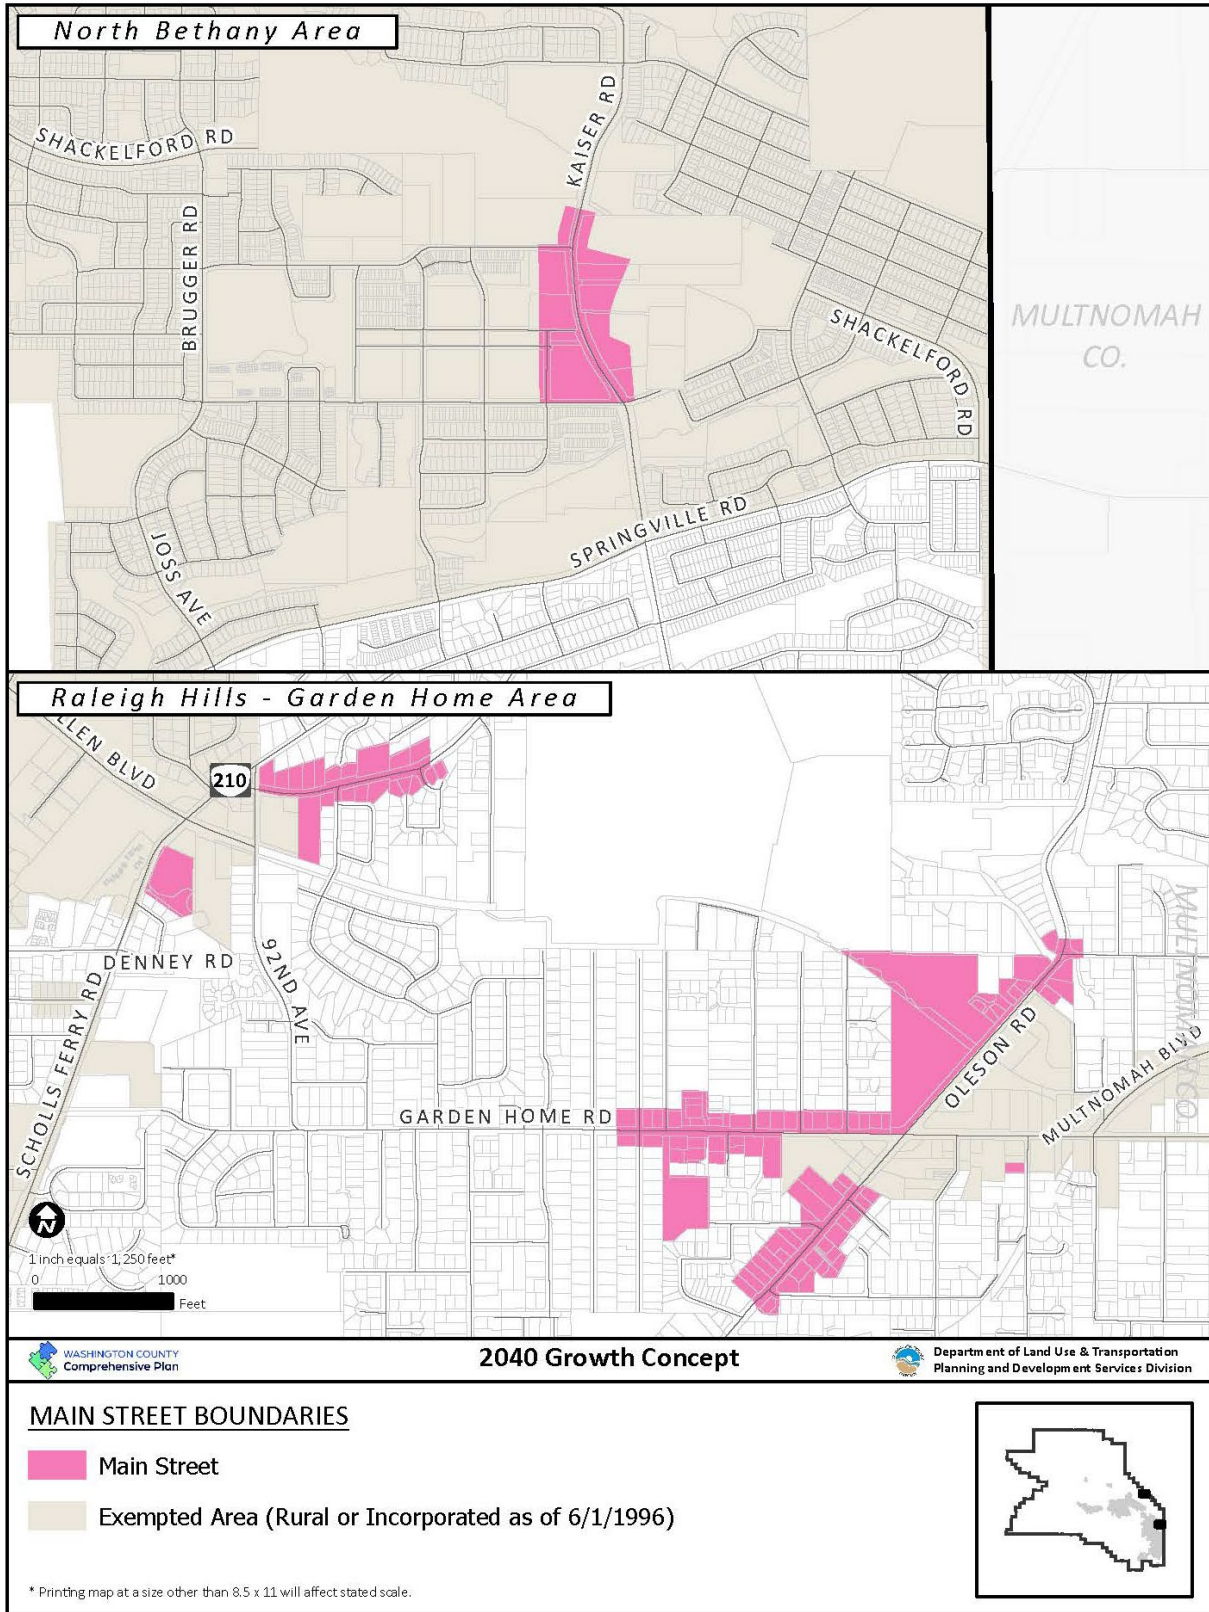 North Bethany Area
SHACKELFORD RD
KAISER RD
BRUGGER RD
MULTNOMAH
CO.
SHACKELFORD RD
SPRINGVILLE RD
JOSS AVE
Raleigh Hills - Garden Home Area
LLEN BLVD
210
DENNEY RD
92ND AVE
SCHOLLS FERRY RD
GARDEN HOME RD
OLESON RD
MULTNOMAH BLVD
MULTNOMAH CO.
N
1 inch equals 1,250 feet*
0 1000
Feet
WASHINGTON COUNTY
Comprehensive Plan
2040 Growth Concept
Department of Land Use & Transportation
Planning and Development Services Division
MAIN STREET BOUNDARIES
Main Street
Exempted Area (Rural or Incorporated as of 6/1/1996)
* Printing map at a size other than 8.5 x 11 will affect stated scale.